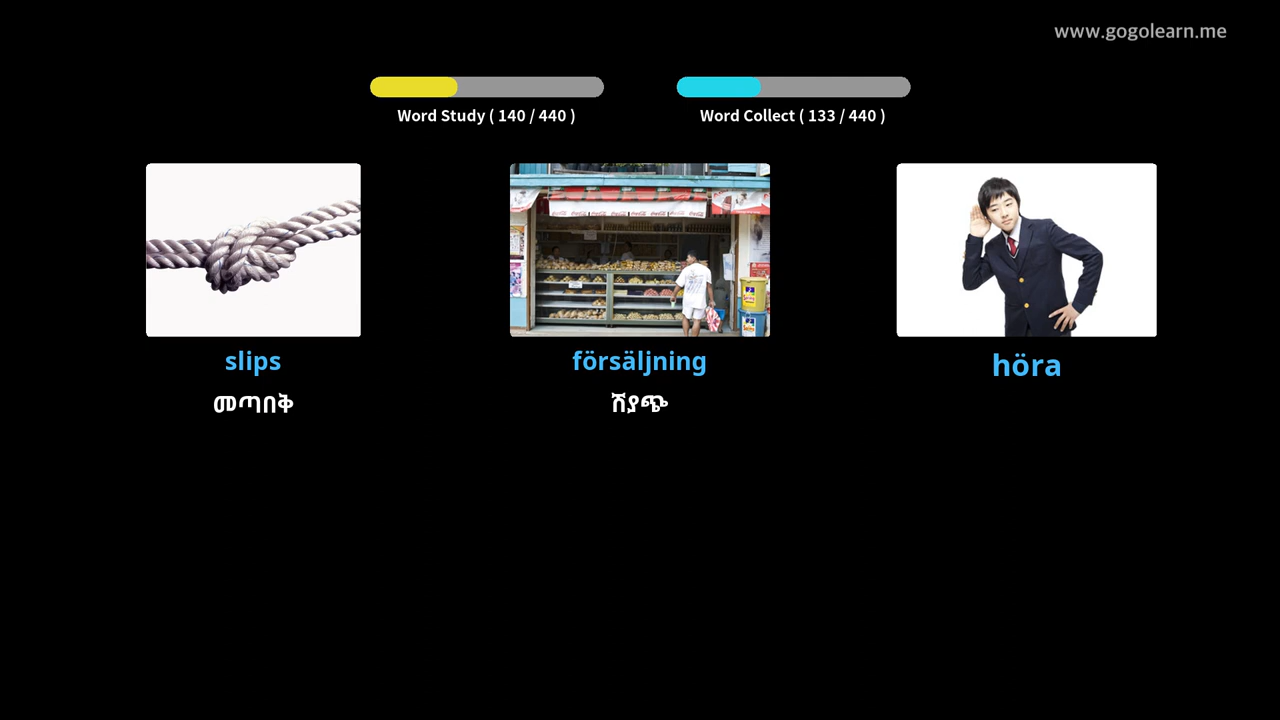 www.gogolearn.me
Word Study ( 140 / 440 )
Word Collect ( 133 / 440 )
slips
försäljning
höra
መጣበቅ
ሽያጭ